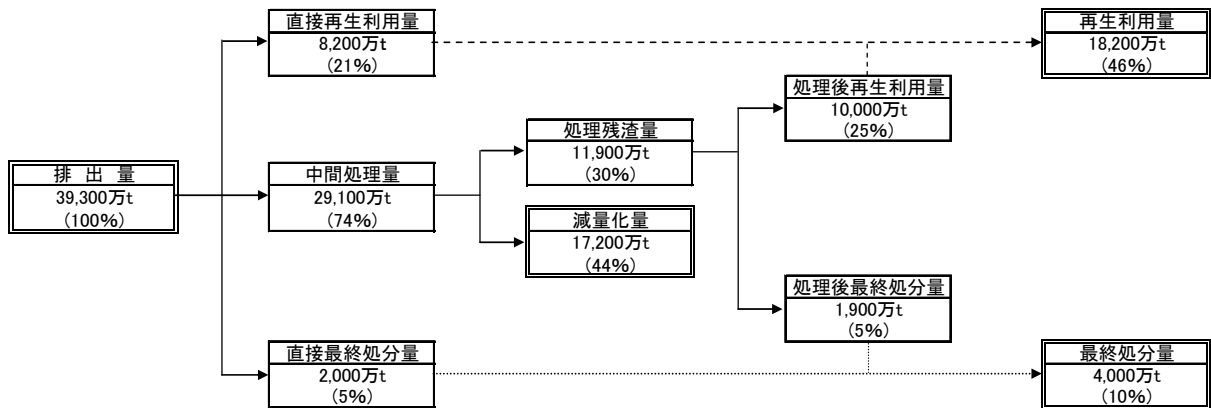 直接再生利用量
8,200万t
(21%)
再生利用量
18,200万t
(46%)
処理後再生利用量
10,000万t
(25%)
処理残渣量
11,900万t
(30%)
排 出 量
39,300万t
(100%)
中間処理量
29,100万t
(74%)
減量化量
17,200万t
(44%)
処理後最終処分量
1,900万t
(5%)
直接最終処分量
2,000万t
(5%)
最終処分量
4,000万t
(10%)